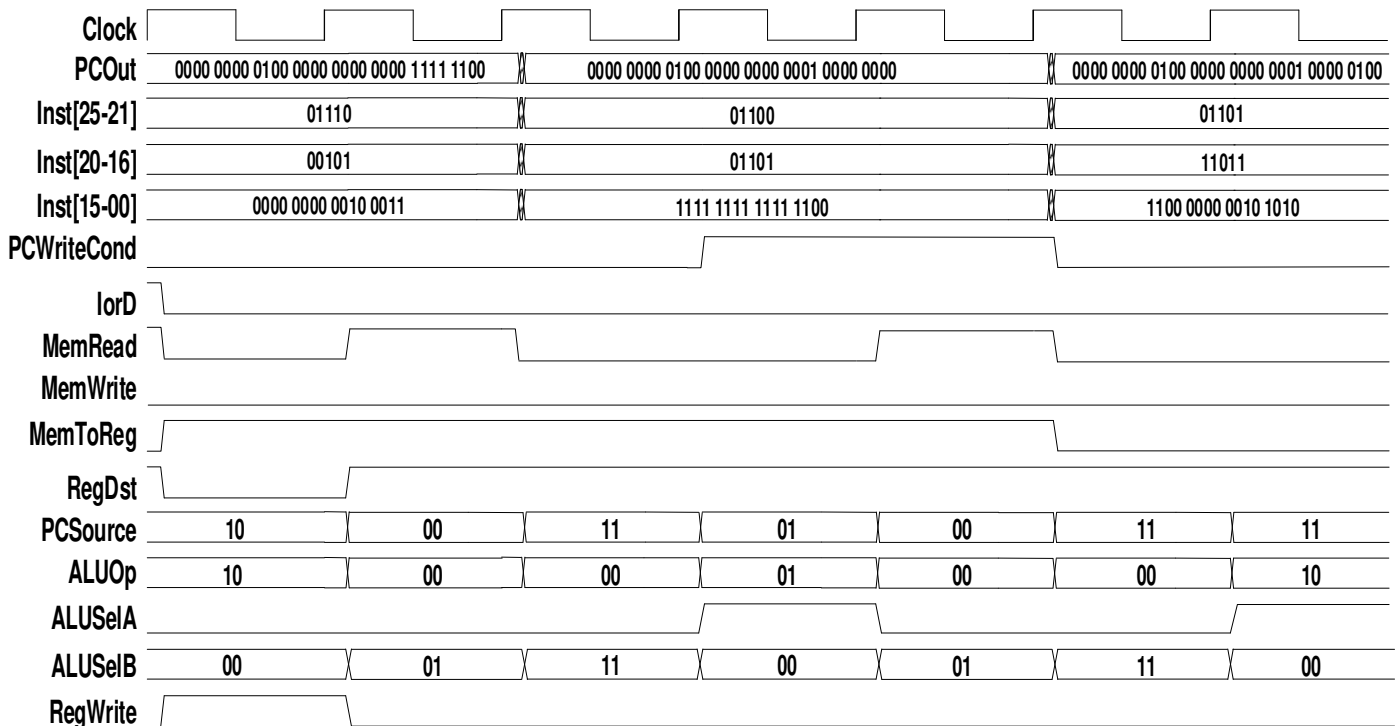 Clock
PCOut 0000 0000 0100 0000 0000 0000 1111 1100 0000 0000 0100 0000 0000 0001 0000 0000 0000 0000 0100 0000 0000 0001 0000 0100
Inst[25-21] 01110 01100 01101
Inst[20-16] 00101 01101 11011
Inst[15-00] 0000 0000 0010 0011 1111 1111 1111 1100 1100 0000 0010 1010
PCWriteCond
IorD
MemRead
MemWrite
MemToReg
RegDst
PCSource 10 00 11 01 00 11 11
ALUOp 10 00 00 01 00 00 10
ALUSelA
ALUSelB 00 01 11 00 01 11 00
RegWrite